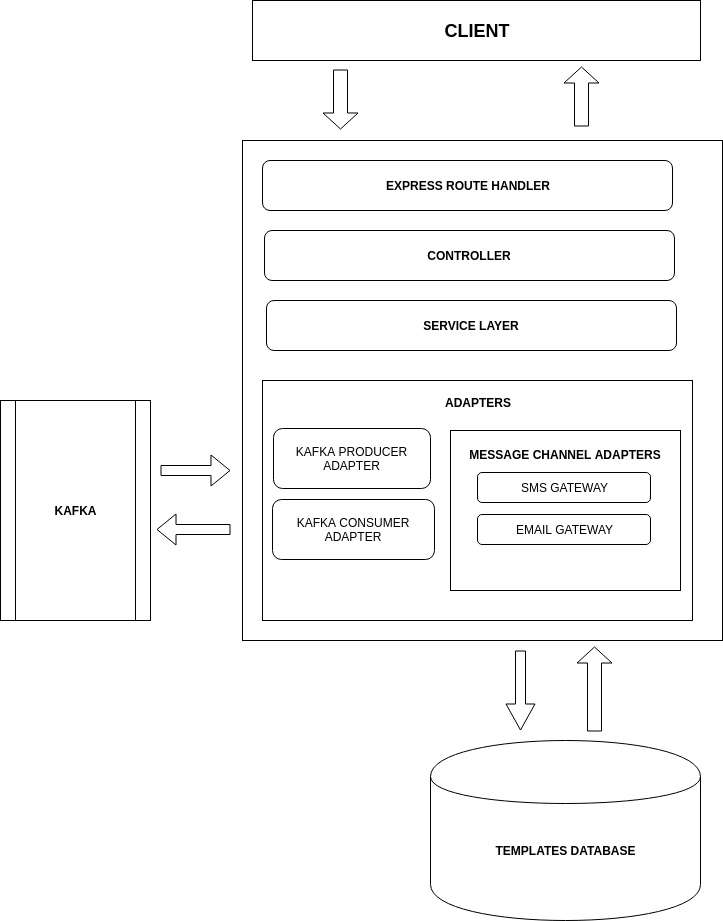 CLIENT
EXPRESS ROUTE HANDLER
CONTROLLER
SERVICE LAYER
ADAPTERS
KAFKA PRODUCER
ADAPTER
KAFKA CONSUMER
ADAPTER
MESSAGE CHANNEL ADAPTERS
SMS GATEWAY
EMAIL GATEWAY
KAFKA
TEMPLATES DATABASE